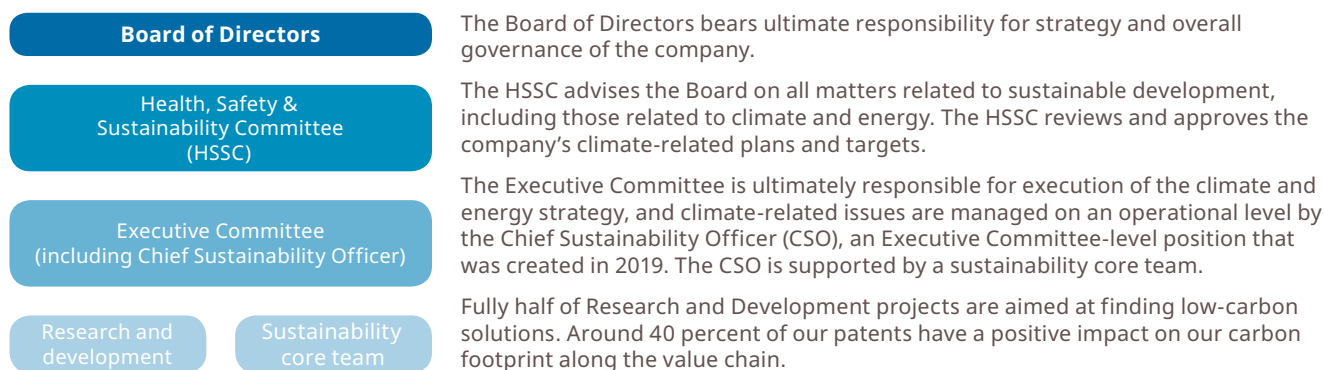 Board of Directors
The Board of Directors bears ultimate responsibility for strategy and overall
governance of the company.
Health, Safety &
Sustainability Committee
(HSSC)
The HSSC advises the Board on all matters related to sustainable development,
including those related to climate and energy. The HSSC reviews and approves the
company’s climate-related plans and targets.
Executive Committee
(including Chief Sustainability Officer)
The Executive Committee is ultimately responsible for execution of the climate and
energy strategy, and climate-related issues are managed on an operational level by
the Chief Sustainability Officer (CSO), an Executive Committee-level position that
was created in 2019. The CSO is supported by a sustainability core team.
Research and
development
Sustainability
core team
Fully half of Research and Development projects are aimed at finding low-carbon
solutions. Around 40 percent of our patents have a positive impact on our carbon
footprint along the value chain.